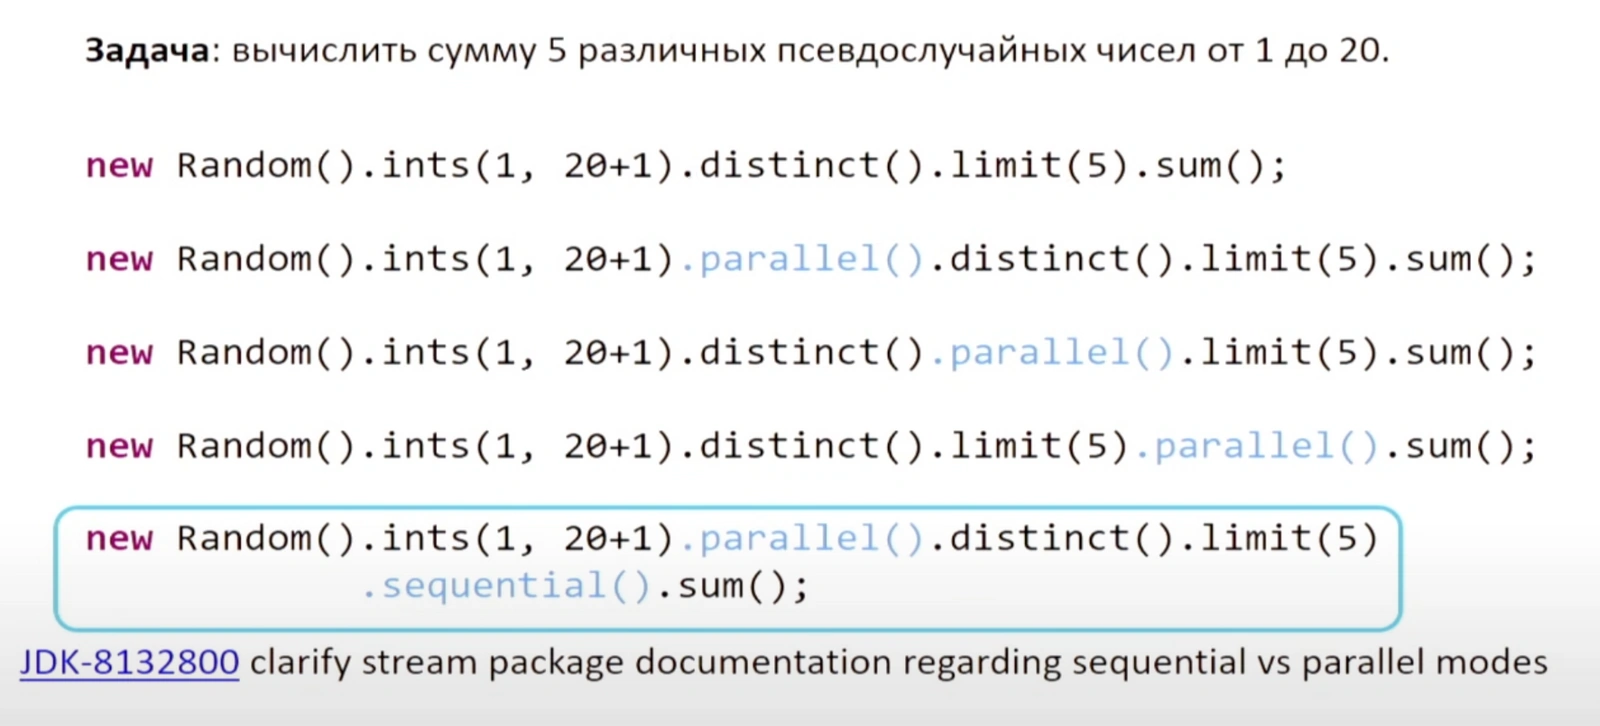 Задача: вычислить сумму 5 различных псевдослучайных чисел от 1 до 20.
new Random().ints(1, 20+1).distinct().limit(5).sum();
new Random().ints(1, 20+1).parallel().distinct().limit(5).sum();
new Random().ints(1, 20+1).distinct().parallel().limit(5).sum();
new Random().ints(1, 20+1).distinct().limit(5).parallel().sum();
new Random().ints(1, 20+1).parallel().distinct().limit(5)
.sequential().sum();
JDK-8132800 clarify stream package documentation regarding sequential vs parallel modes